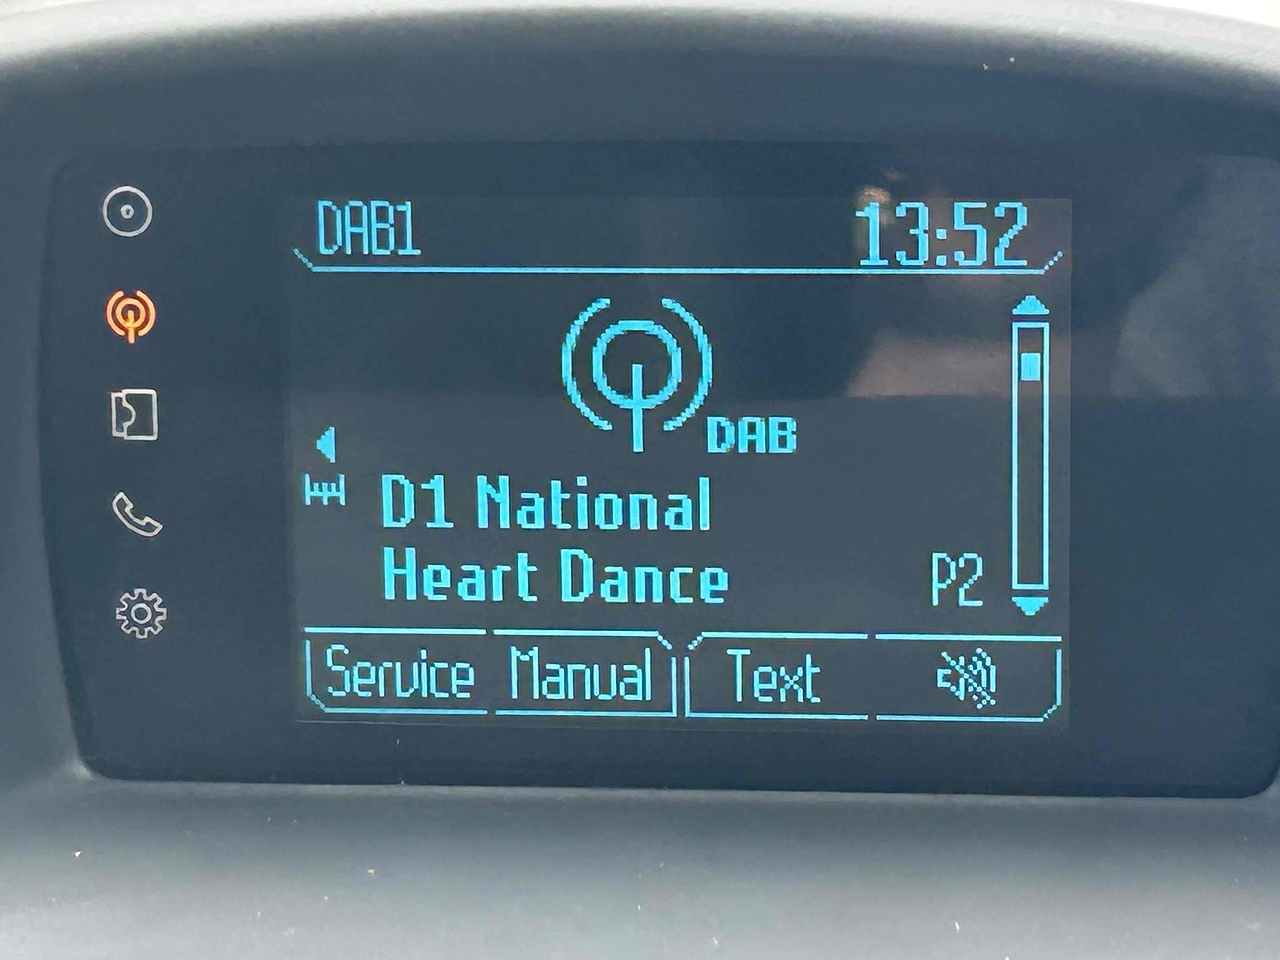 DAB1 13:52
DAB
D1 National
Heart Dance P2
Service Manual Text